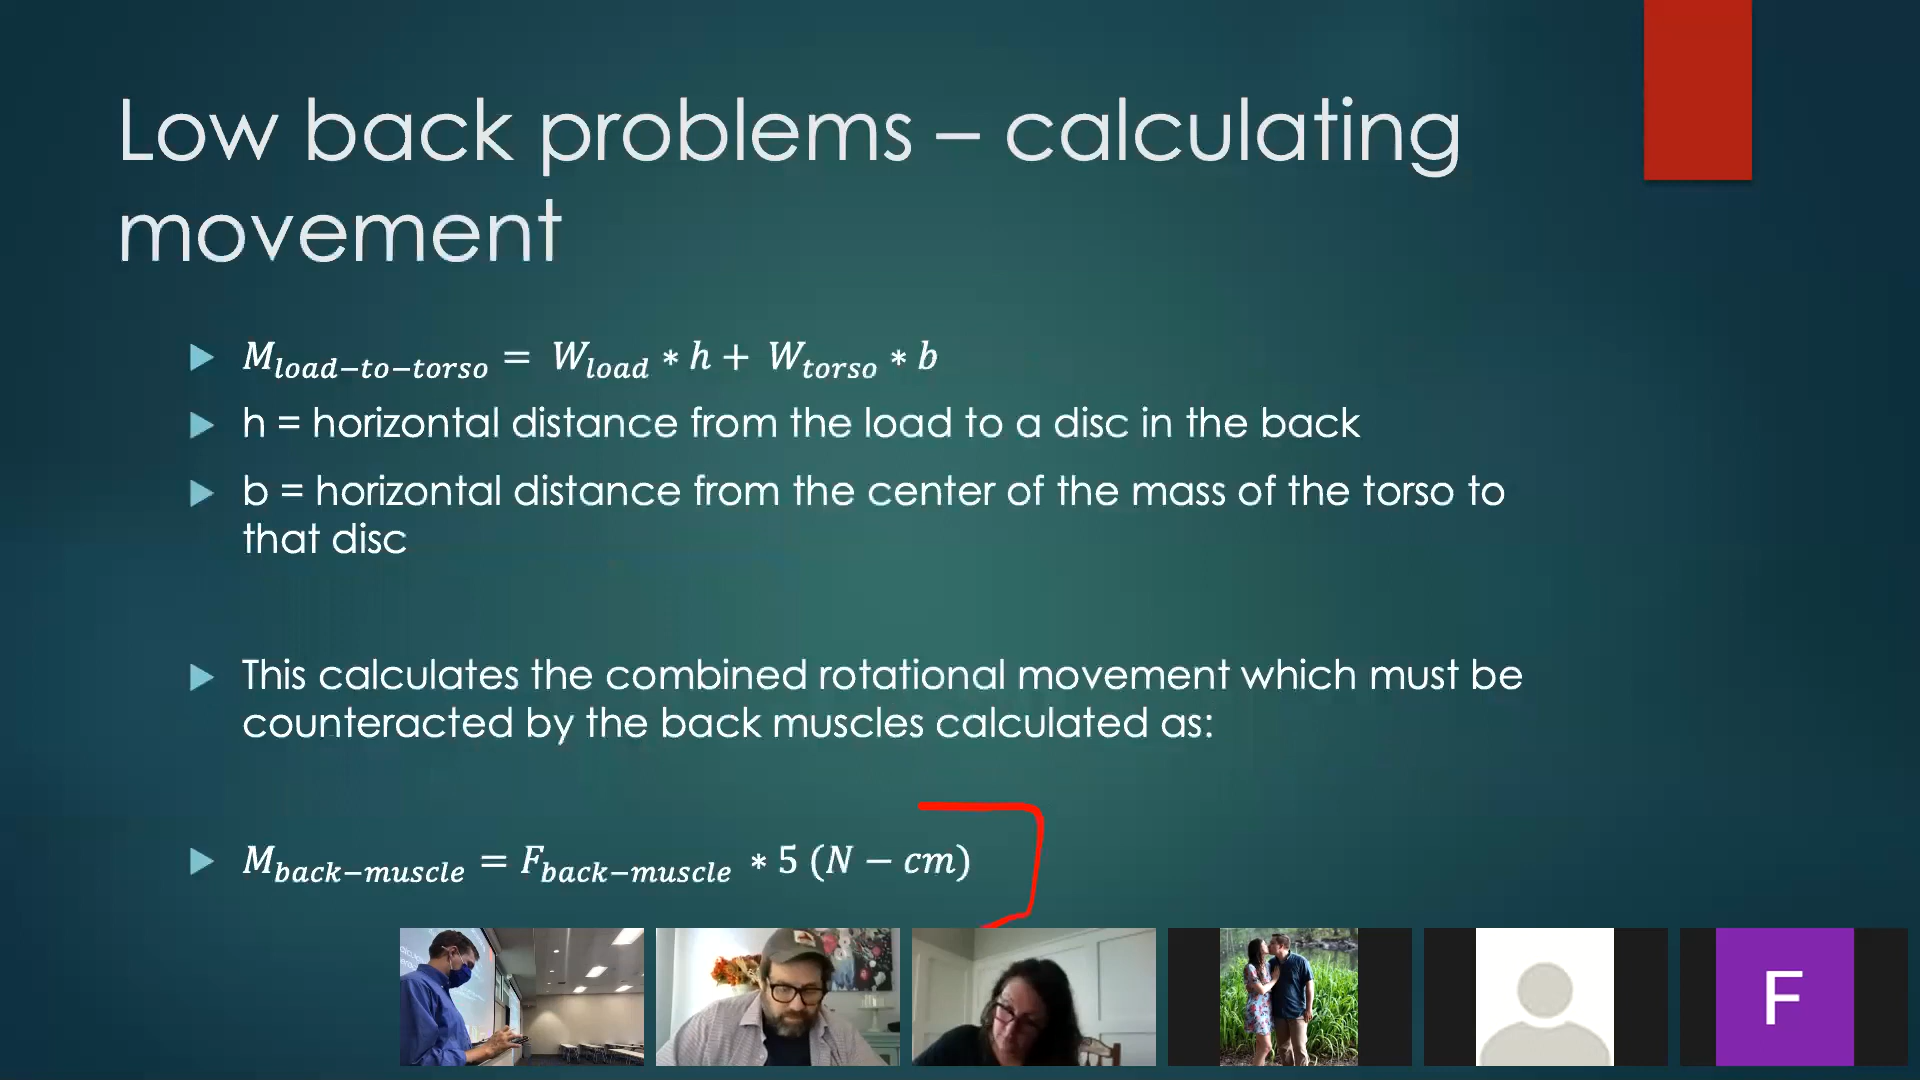 Low back problems – calculating
movement
M_load−to−torso = W_load * h + W_torso * b
h = horizontal distance from the load to a disc in the back
b = horizontal distance from the center of the mass of the torso to
that disc
This calculates the combined rotational movement which must be
counteracted by the back muscles calculated as:
M_back−muscle = F_back−muscle * 5 (N − cm)
F